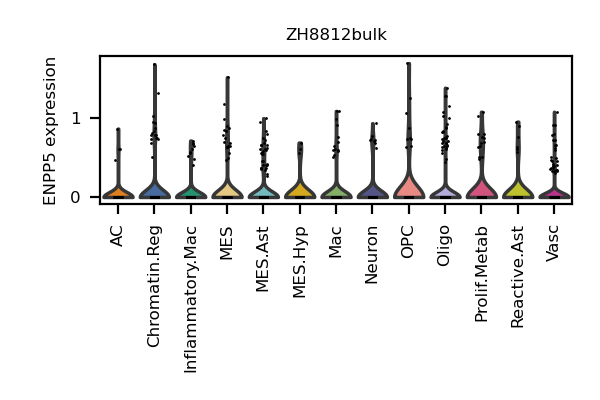 ZH8812bulk
ENPP5 expression
1
0
AC
Chromatin.Reg
Inflammatory.Mac
MES
MES.Ast
MES.Hyp
Mac
Neuron
OPC
Oligo
Prolif.Metab
Reactive.Ast
Vasc